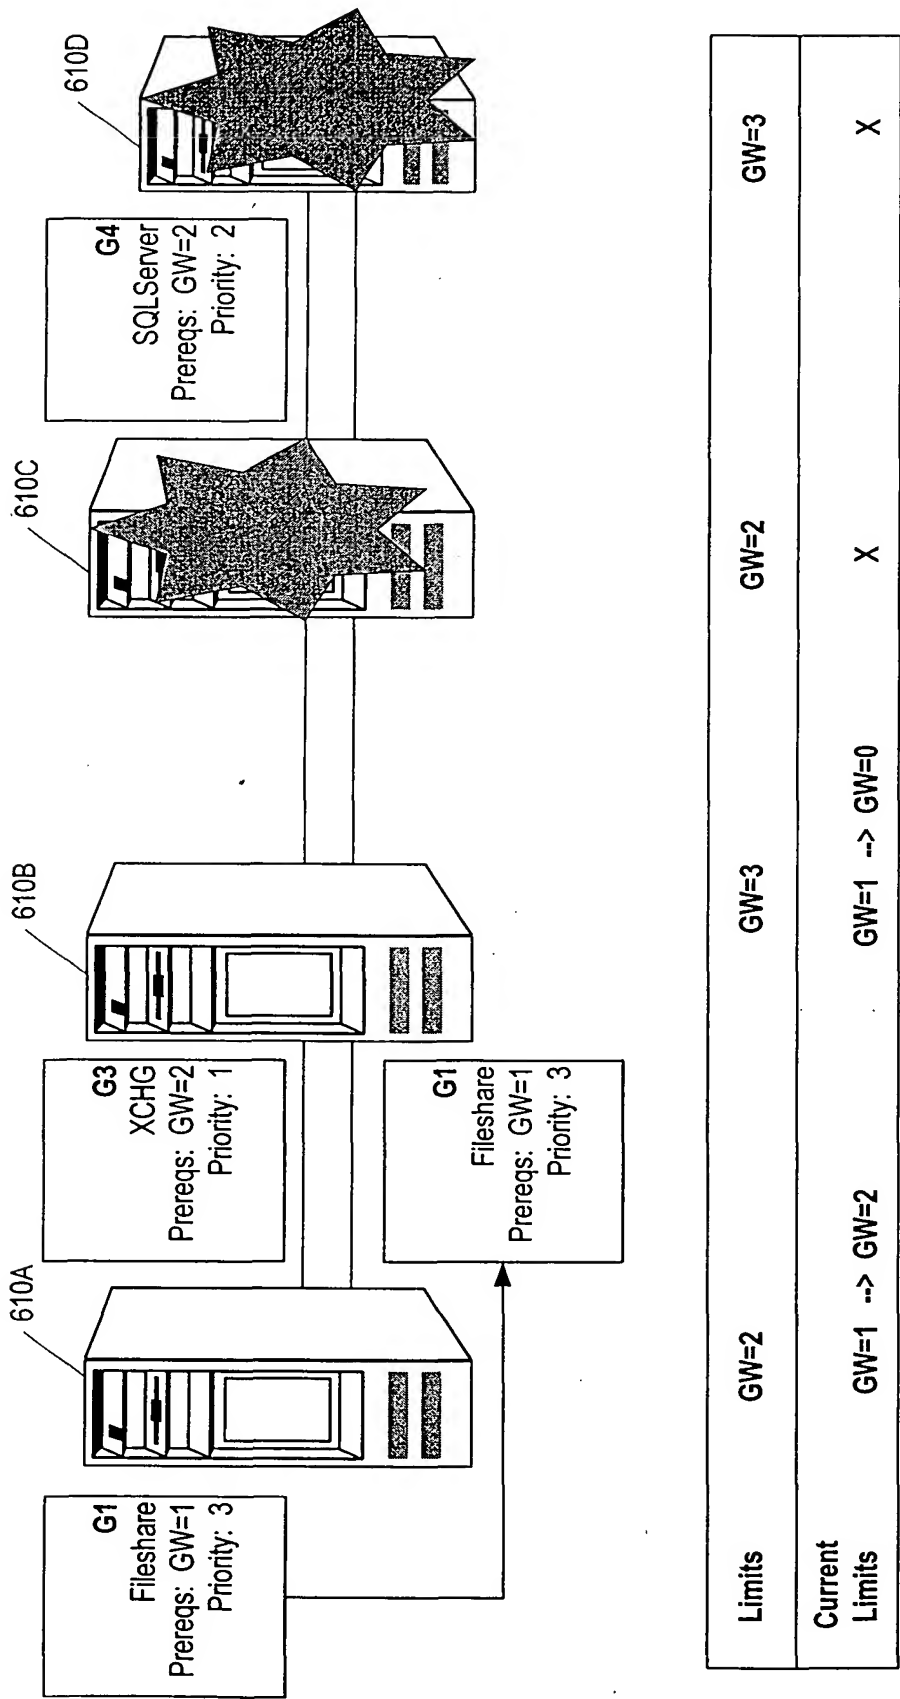 610A
610B
610C
610D
G1
Fileshare
Prereqs: GW=1
Priority: 3
G3
XCHG
Prereqs: GW=2
Priority: 1
G4
SQLServer
Prereqs: GW=2
Priority: 2
G1
Fileshare
Prereqs: GW=1
Priority: 3
Limits GW=2 GW=3 GW=2 GW=3
Current
Limits GW=1 --> GW=2 GW=1 --> GW=0 X X